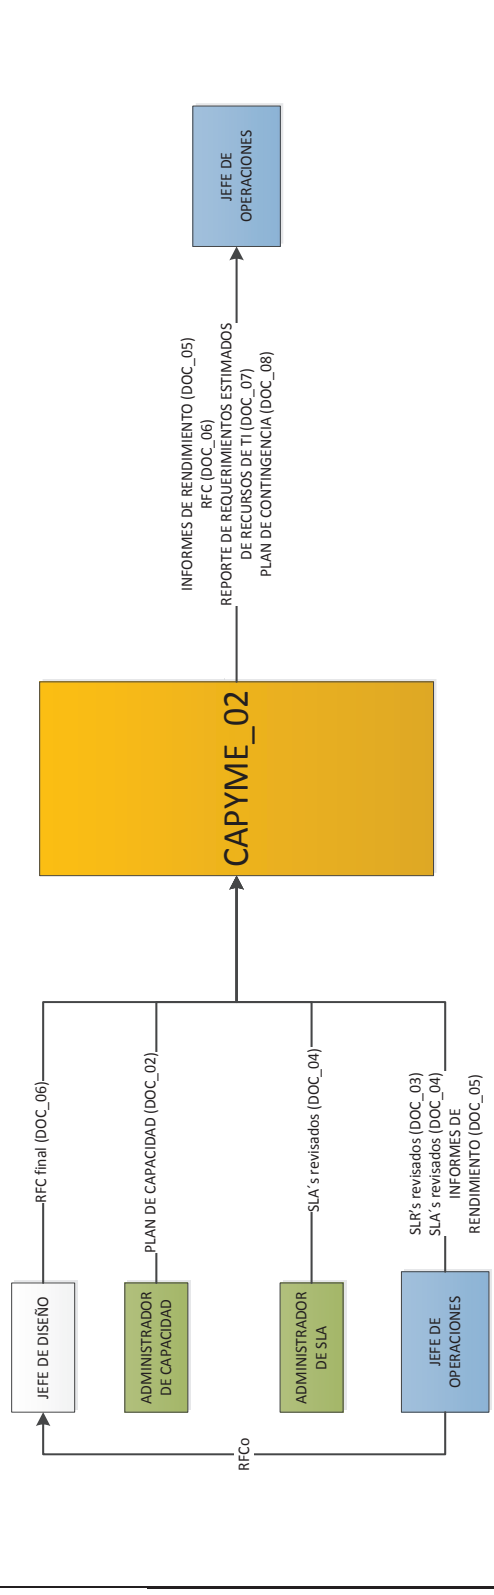 JEFE DE DISEÑO
RFC final (DOC_06)
ADMINISTRADOR
DE CAPACIDAD
PLAN DE CAPACIDAD (DOC_02)
ADMINISTRADOR
DE SLA
SLA´s revisados (DOC_04)
JEFE DE
OPERACIONES
SLR's revisados (DOC_03)
SLA´s revisados (DOC_04)
INFORMES DE
RENDIMIENTO (DOC_05)
RFCo
CAPYME_02
INFORMES DE RENDIMIENTO (DOC_05)
RFC (DOC_06)
REPORTE DE REQUERIMIENTOS ESTIMADOS
DE RECURSOS DE TI (DOC_07)
PLAN DE CONTINGENCIA (DOC_08)
JEFE DE
OPERACIONES